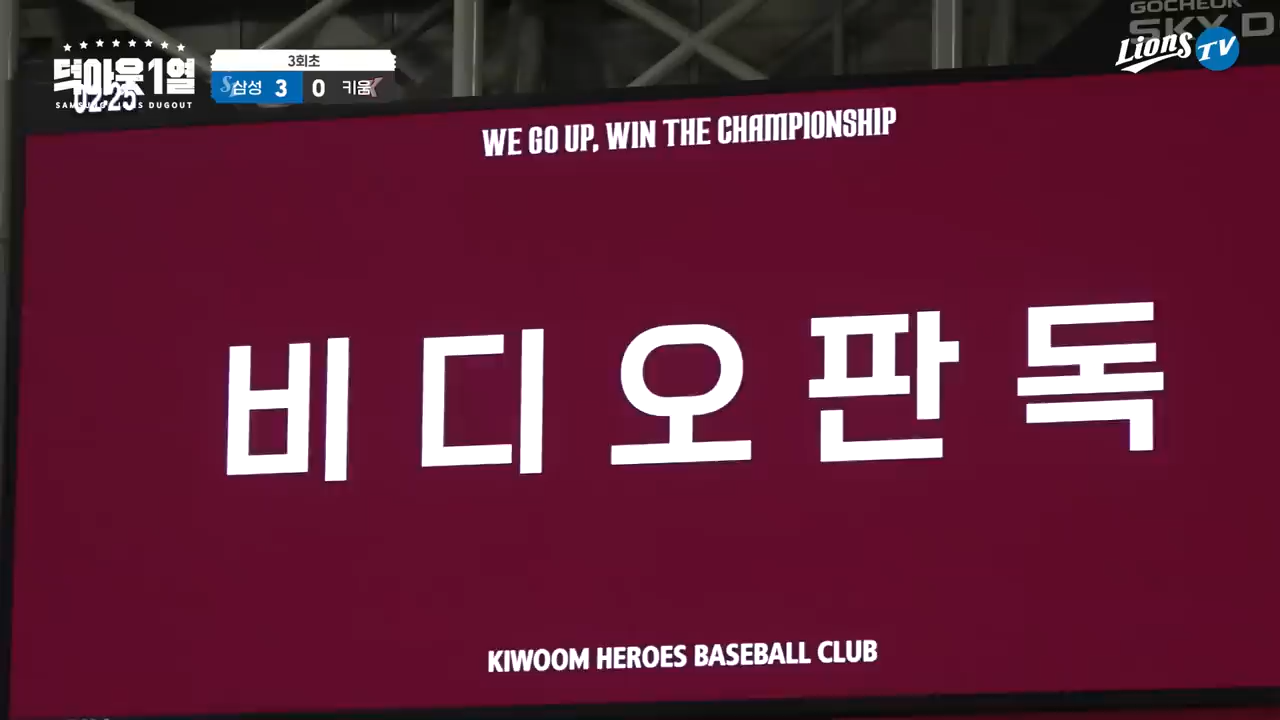 GOCHEOK
SKY D
Lions TV
덕아웃 1열
SAMSUNG LIONS DUGOUT
3회초
삼성 3 0 키움
WE GO UP, WIN THE CHAMPIONSHIP
비디오판독
KIWOOM HEROES BASEBALL CLUB